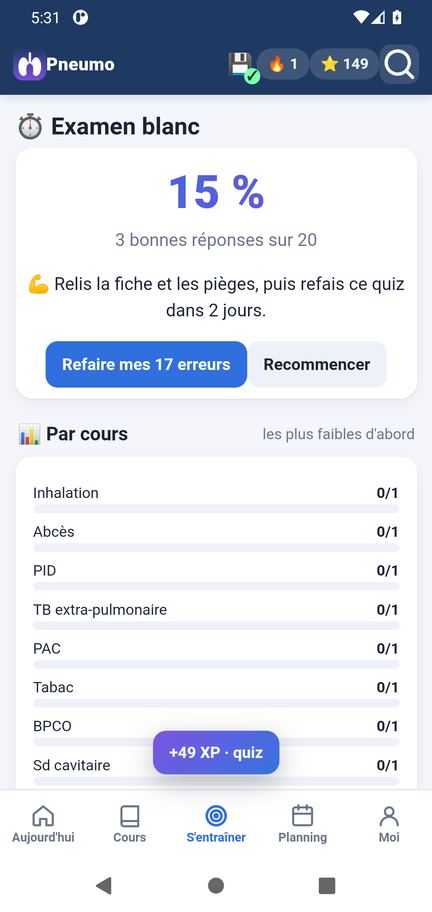 5:31
Pneumo
🔥 1
⭐ 149
⏱️ Examen blanc
15 %
3 bonnes réponses sur 20
💪 Relis la fiche et les pièges, puis refais ce quiz
dans 2 jours.
Refaire mes 17 erreurs
Recommencer
📊 Par cours
les plus faibles d'abord
Inhalation 0/1
Abcès 0/1
PID 0/1
TB extra-pulmonaire 0/1
PAC 0/1
Tabac 0/1
BPCO 0/1
+49 XP · quiz
Sd cavitaire 0/1
Aujourd'hui
Cours
S'entraîner
Planning
Moi